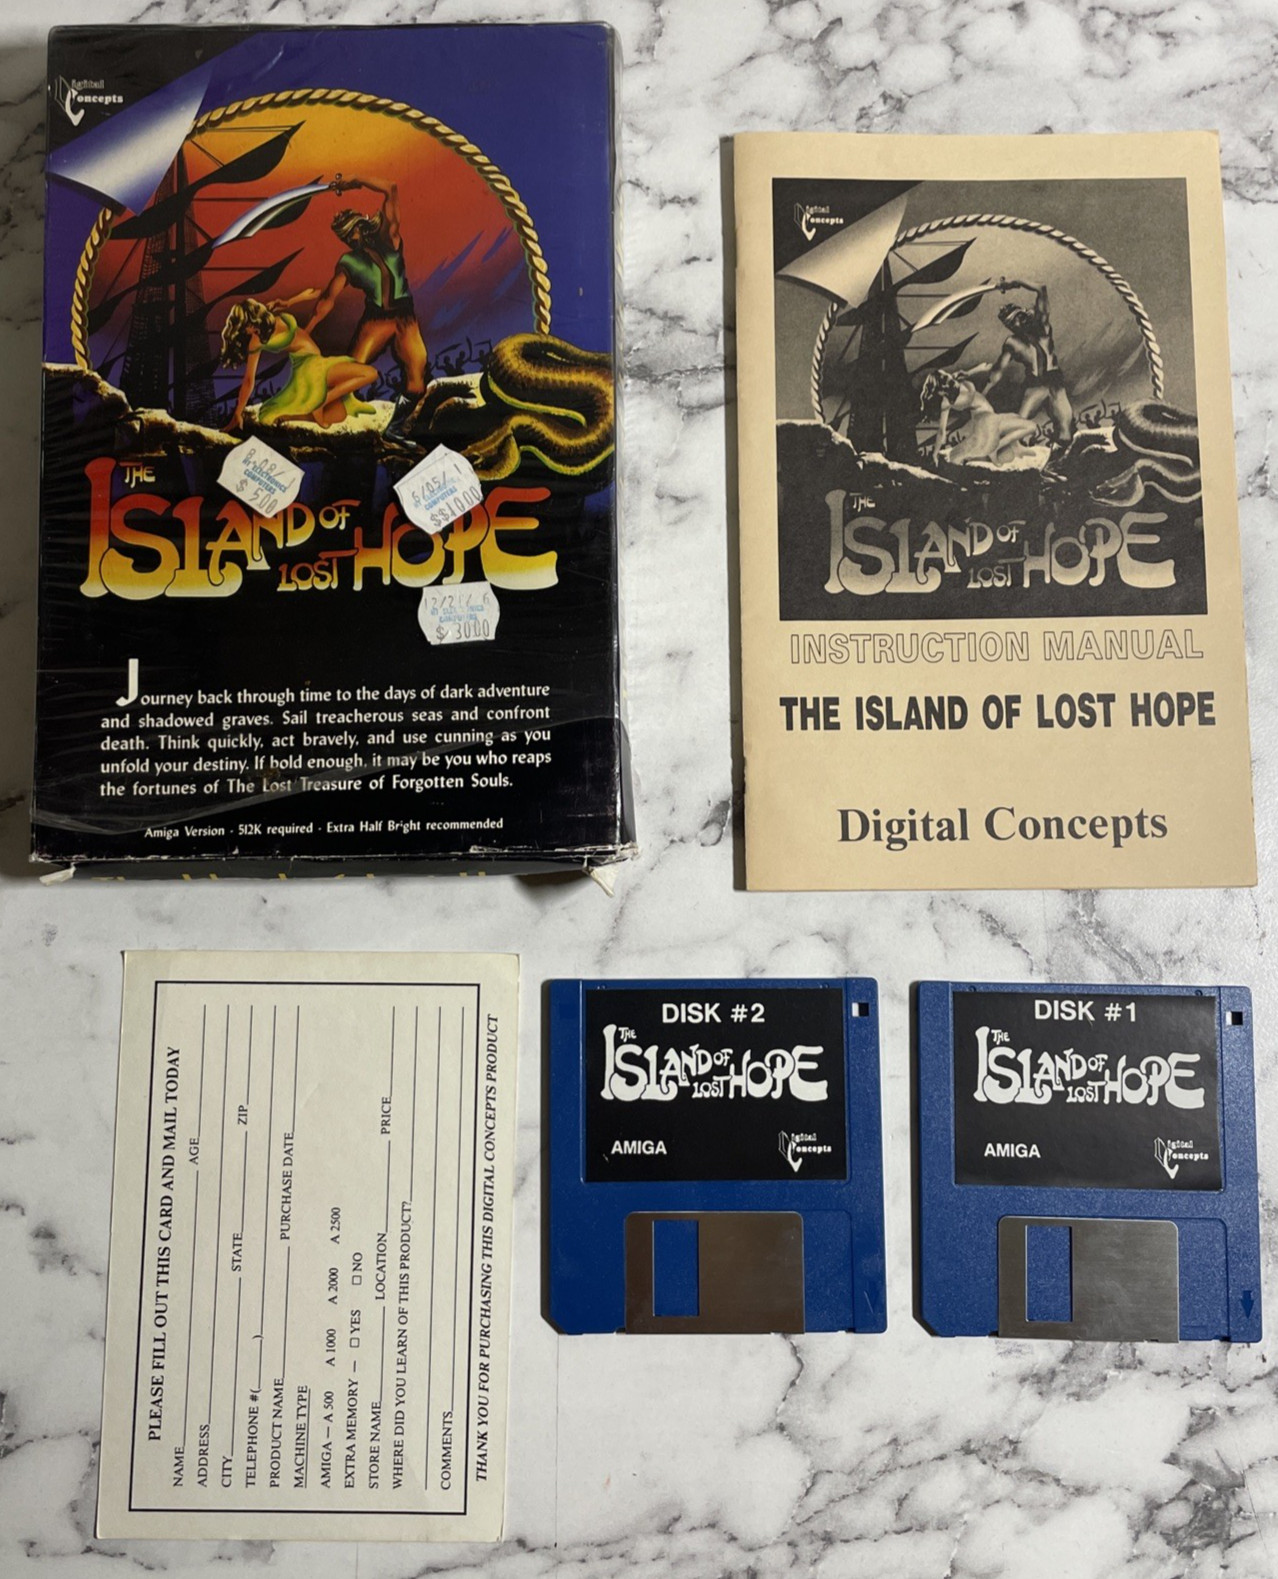 Digital
Concepts
HT ELECTRONICS
COMPUTERS
$ 5.00
COMPUTERS
$ 30.00
THE
ISLAND OF
LOST HOPE
Journey back through time to the days of dark adventure
and shadowed graves. Sail treacherous seas and confront
death. Think quickly, act bravely, and use cunning as you
unfold your destiny. If bold enough, it may be you who reaps
the fortunes of The Lost Treasure of Forgotten Souls.
Amiga Version · 512K required · Extra Half Bright recommended
Digital
Concepts
THE
ISLAND OF
LOST HOPE
INSTRUCTION MANUAL
THE ISLAND OF LOST HOPE
Digital Concepts
PLEASE FILL OUT THIS CARD AND MAIL TODAY
NAME AGE
ADDRESS
CITY STATE ZIP
TELEPHONE #( )
PRODUCT NAME PURCHASE DATE
MACHINE TYPE
AMIGA — A 500 A 1000 A 2000 A 2500
EXTRA MEMORY — □ YES □ NO
STORE NAME LOCATION PRICE
WHERE DID YOU LEARN OF THIS PRODUCT?
COMMENTS
THANK YOU FOR PURCHASING THIS DIGITAL CONCEPTS PRODUCT
DISK #2
THE
ISLAND OF
LOST HOPE
AMIGA
Digital
Concepts
DISK #1
THE
ISLAND OF
LOST HOPE
AMIGA
Digital
Concepts